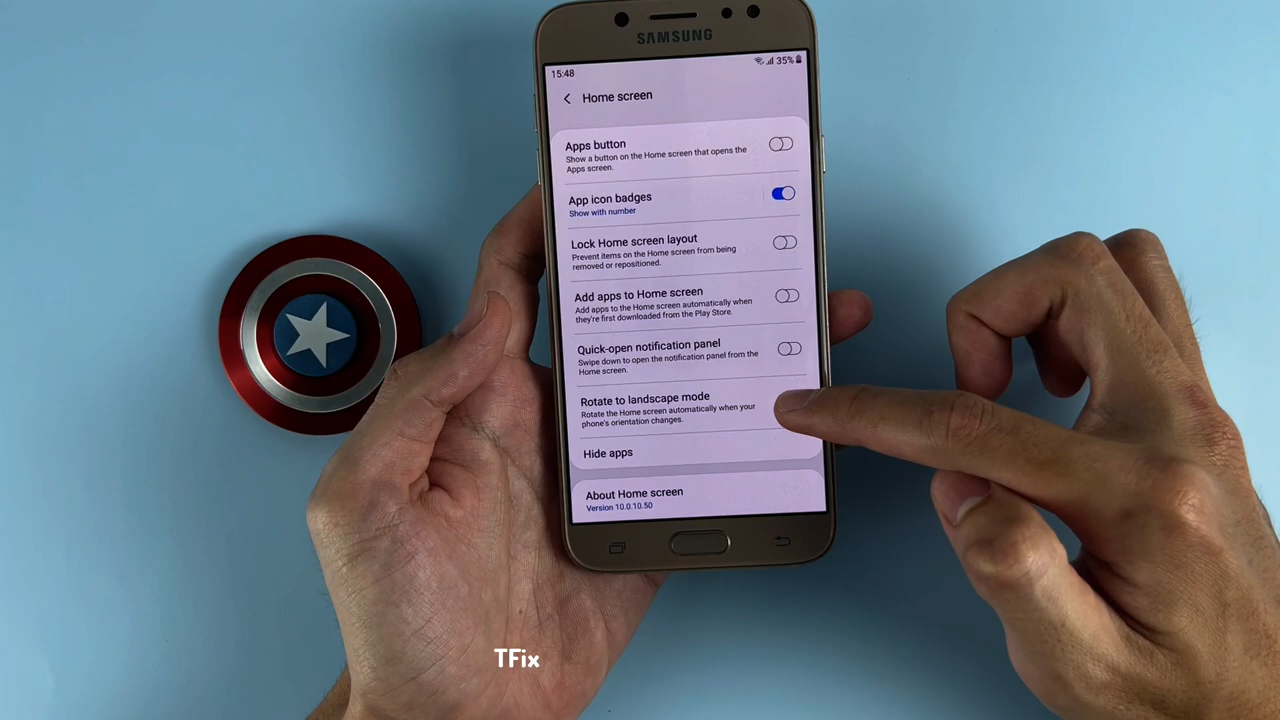 SAMSUNG
15:48
35%
Home screen
Apps button
Show a button on the Home screen that opens the
Apps screen.
App icon badges
Show with number
Lock Home screen layout
Prevent items on the Home screen from being
removed or repositioned.
Add apps to Home screen
Add apps to the Home screen automatically when
they're first downloaded from the Play Store.
Quick-open notification panel
Swipe down to open the notification panel from the
Home screen.
Rotate to landscape mode
Rotate the Home screen automatically when your
phone's orientation changes.
Hide apps
About Home screen
Version 10.0.10.50
TFix